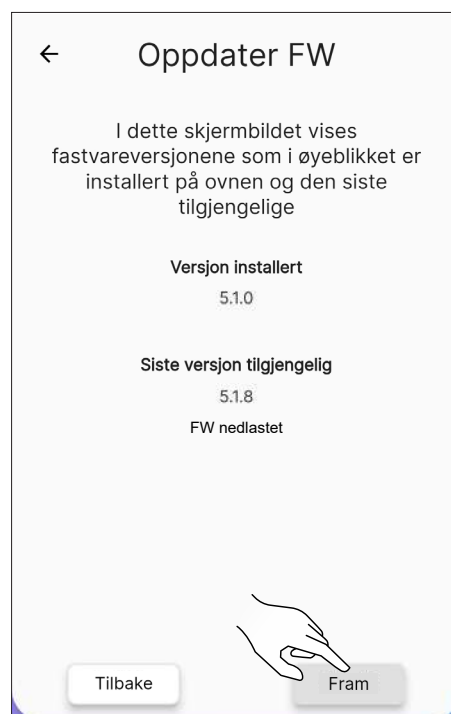 Oppdater FW
I dette skjermbildet vises
fastvareversjonene som i øyeblikket er
installert på ovnen og den siste
tilgjengelige
Versjon installert
5.1.0
Siste versjon tilgjengelig
5.1.8
FW nedlastet
Tilbake
Fram